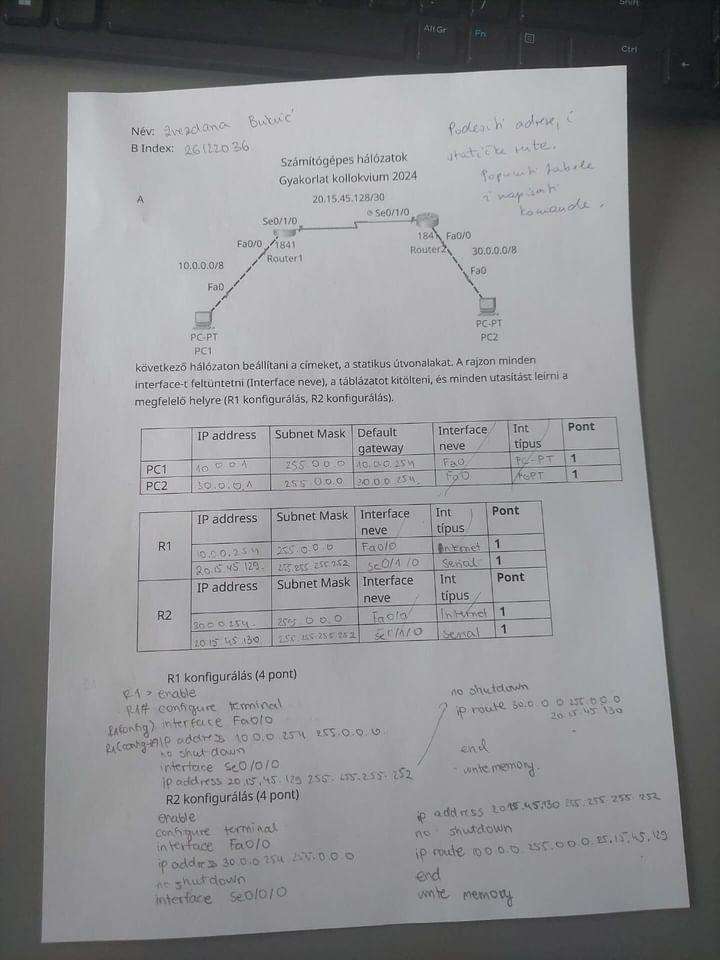 Shift
Alt Gr
Fn
Ctrl
Név: Zvezdana
B Index: 26122036
Podesiti adrese, i
statičke rute.
Popuniti tabele
i napisati
komande.
Számítógépes hálózatok
Gyakorlat kollokvium 2024
A
20.15.45.128/30
Se0/1/0
Se0/1/0
Fa0/0
1841
Router1
1841
Router2
Fa0/0
10.0.0.0/8
30.0.0.0/8
Fa0
Fa0
PC-PT
PC1
PC-PT
PC2
következő hálózaton beállítani a címeket, a statikus útvonalakat. A rajzon minden
interface-t feltüntetni (Interface neve), a táblázatot kitölteni, és minden utasítást leírni a
megfelelő helyre (R1 konfigurálás, R2 konfigurálás).
IP address Subnet Mask Default gateway Interface neve Int típus Pont
PC1 10.0.0.1 255.0.0.0 10.0.0.254 Fa0 PC-PT 1
PC2 30.0.0.1 255.0.0.0 30.0.0.254 Fa0 1
R1 IP address Subnet Mask Interface neve Int típus Pont
10.0.0.254 255.0.0.0 Fa0/0 1
20.15.45.129 255.255.255.252 Se0/1/0 Serial 1
R2 IP address Subnet Mask Interface neve Int típus Pont
30.0.0.254 255.0.0.0 Fa0/0 1
20.15.45.130 255.255.255.252 Se0/1/0 Serial 1
R1 konfigurálás (4 pont)
R1> enable
R1# configure terminal
R1(config) interface Fa0/0
ip address 10.0.0.254 255.0.0.0
no shut down
interface Se0/0/0
ip address 20.15.45.129 255.255.255.252
no shutdown
ip route 30.0.0.0 255.0.0.0
20.15.45.130
end
write memory.
R2 konfigurálás (4 pont)
enable
configure terminal
interface Fa0/0
ip address 30.0.0.254 255.0.0.0
no shutdown
interface Se0/0/0
ip address 20.15.45.130 255.255.255.252
no shutdown
ip route 10.0.0.0 255.0.0.0 25.15.45.129
end
write memory